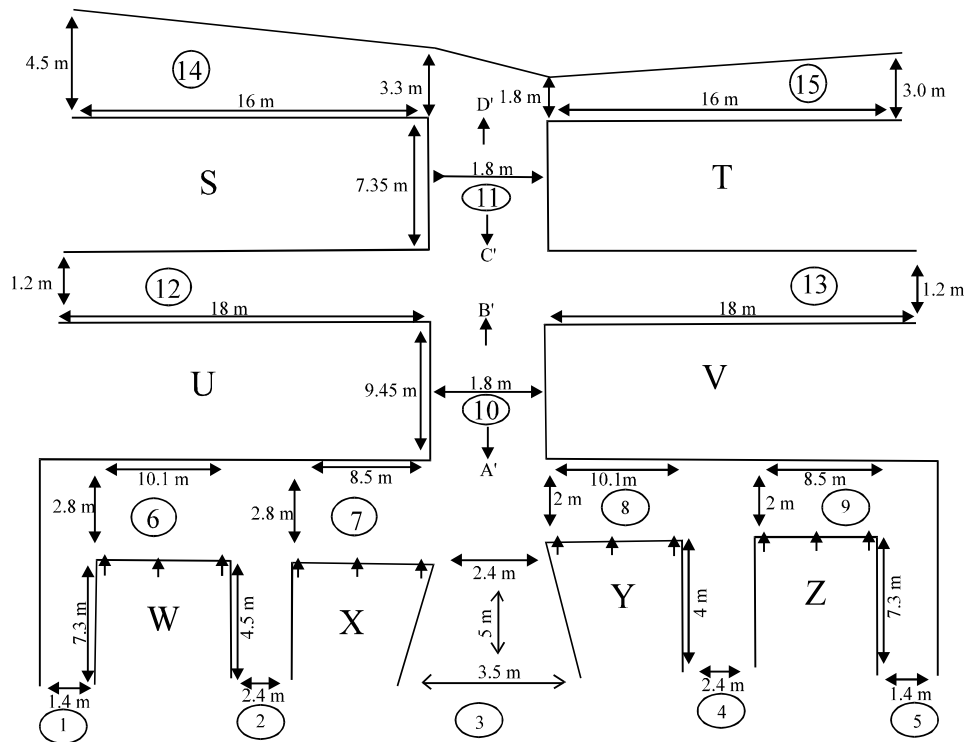 4.5 m
14
3.3 m
16 m
1.8 m
15
3.0 m
16 m
D'
S
7.35 m
1.8 m
11
T
C'
1.2 m
12
18 m
B'
13
1.2 m
18 m
U
9.45 m
1.8 m
10
V
A'
10.1 m
8.5 m
10.1m
8.5 m
2.8 m
6
2.8 m
7
2 m
8
2 m
9
2.4 m
7.3 m
W
4.5 m
X
5 m
Y
4 m
Z
7.3 m
1.4 m
2.4 m
3.5 m
2.4 m
1.4 m
1
2
3
4
5